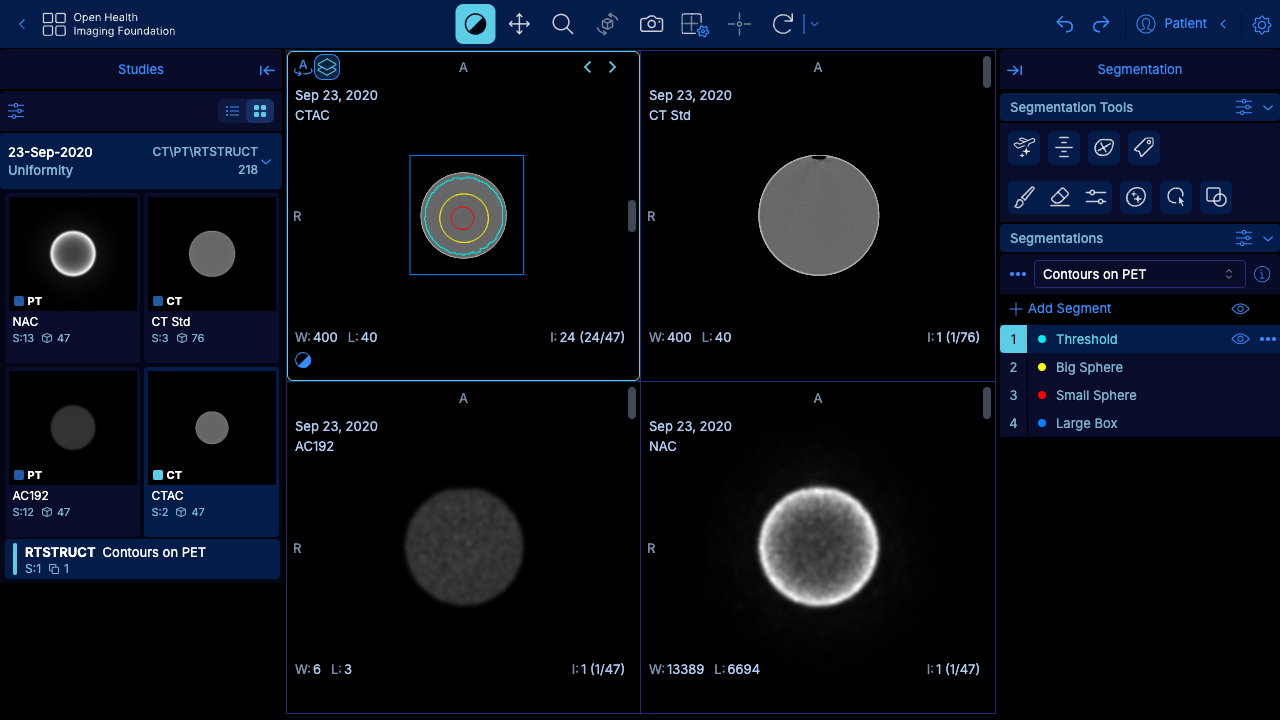 Open Health
Imaging Foundation
Patient
Studies
23-Sep-2020
CT\PT\RTSTRUCT
Uniformity
218
PT
NAC
S:13 47
CT
CT Std
S:3 76
PT
AC192
S:12 47
CT
CTAC
S:2 47
RTSTRUCT Contours on PET
S:1 1
A
A
Sep 23, 2020
CTAC
R
W: 400 L: 40
I: 24 (24/47)
A
Sep 23, 2020
CT Std
R
W: 400 L: 40
I: 1 (1/76)
A
Sep 23, 2020
AC192
R
W: 6 L: 3
I: 1 (1/47)
A
Sep 23, 2020
NAC
R
W: 13389 L: 6694
I: 1 (1/47)
Segmentation
Segmentation Tools
Segmentations
Contours on PET
Add Segment
1 Threshold
2 Big Sphere
3 Small Sphere
4 Large Box